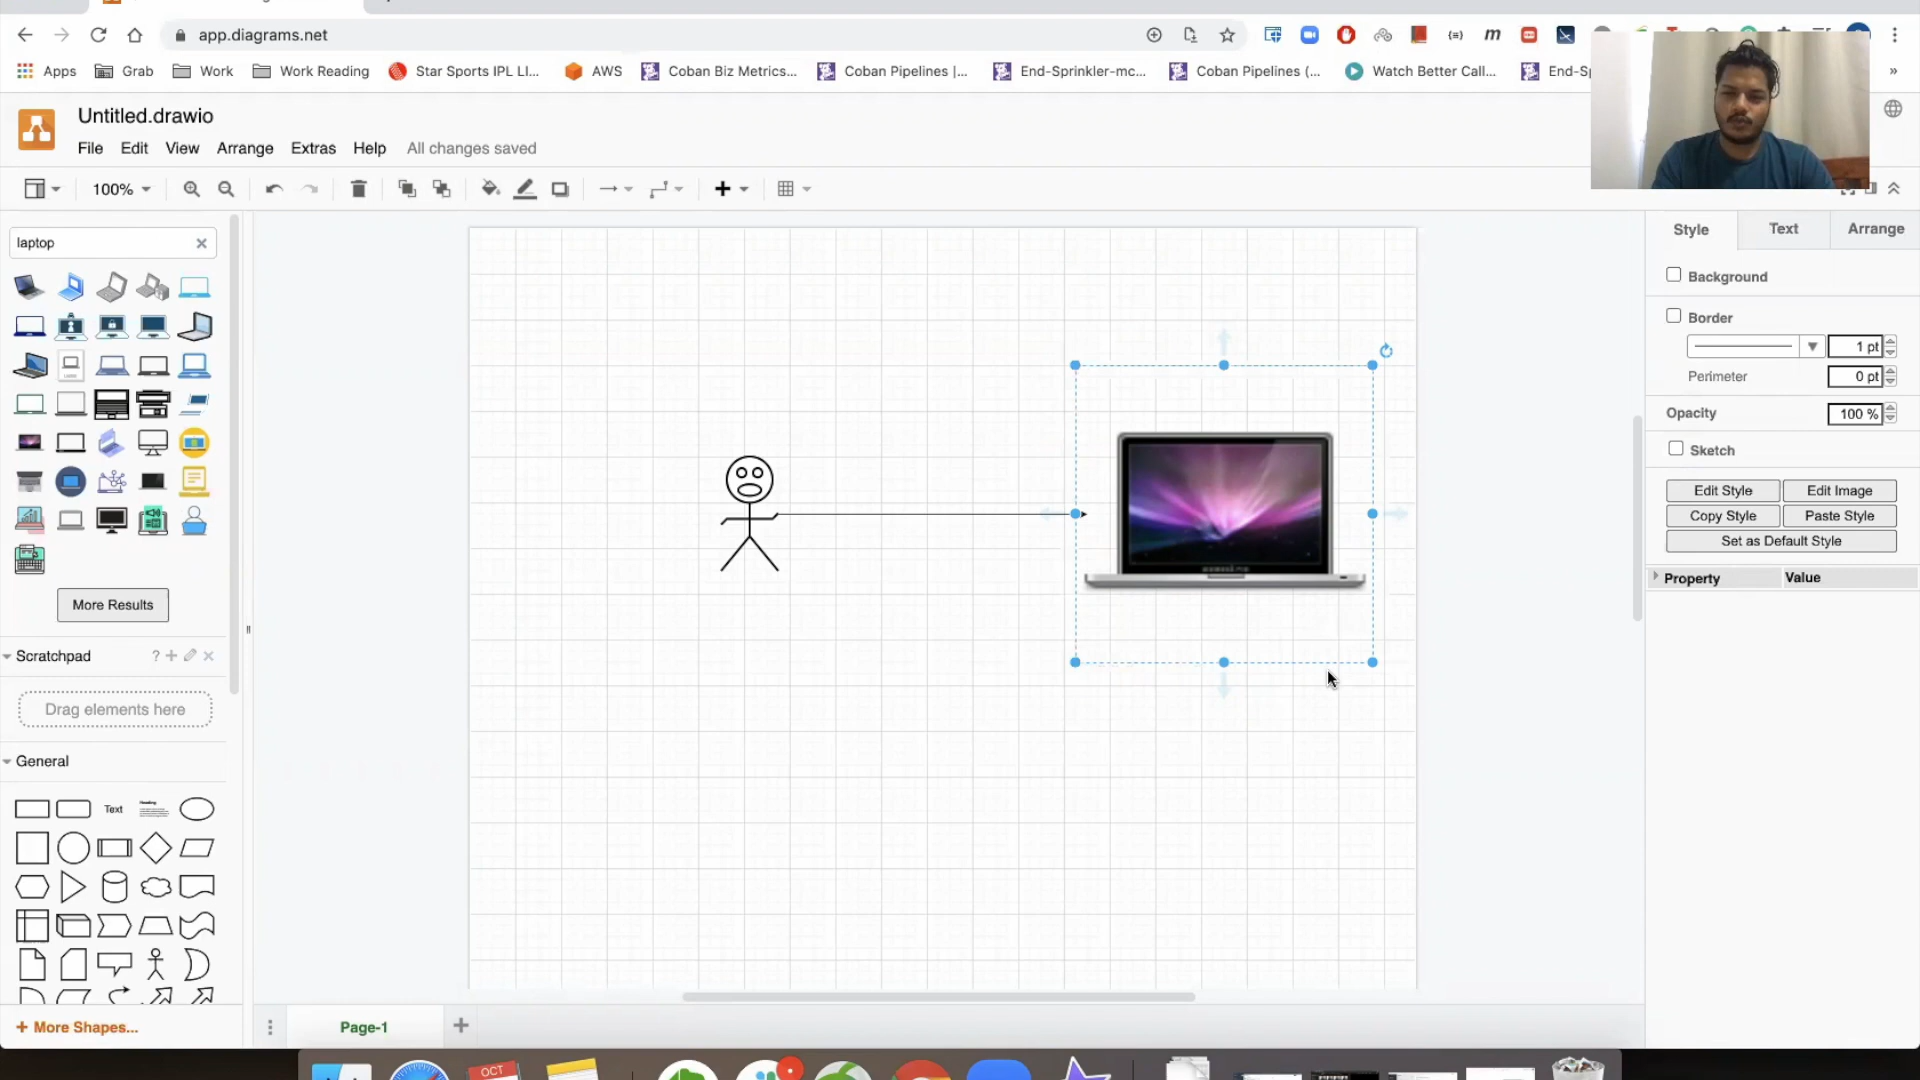 app.diagrams.net
Apps Grab Work Work Reading Star Sports IPL LI... AWS Coban Biz Metrics... Coban Pipelines |... End-Sprinkler-mc... Coban Pipelines (... Watch Better Call... »
Untitled.drawio
File Edit View Arrange Extras Help All changes saved
100%
laptop
Style Text Arrange
Background
Border
1 pt
Perimeter 0 pt
Opacity 100 %
Sketch
Edit Style Edit Image
Copy Style Paste Style
Set as Default Style
Property Value
More Results
Scratchpad ?
Drag elements here
General
Text
Heading
+ More Shapes...
Page-1
OCT